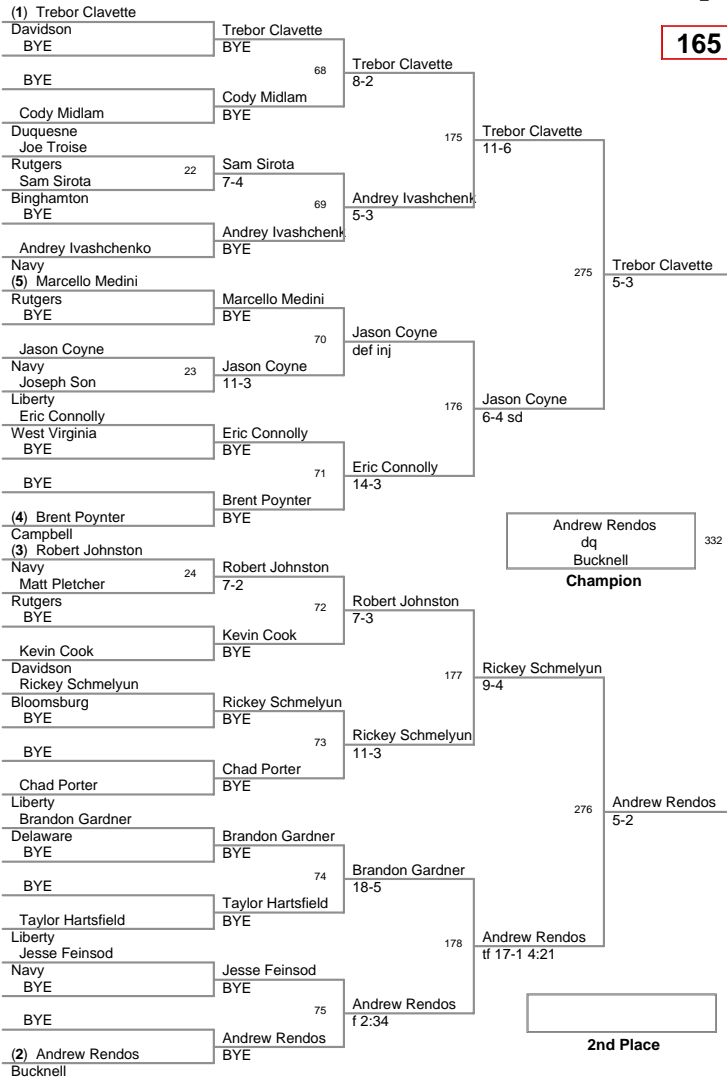 (1) Trebor Clavette
Davidson
BYE
BYE
Cody Midlam
Duquesne
Joe Troise
Rutgers
22
Sam Sirota
Binghamton
BYE
Andrey Ivashchenko
Navy
(5) Marcello Medini
Rutgers
BYE
Jason Coyne
Navy
23
Joseph Son
Liberty
Eric Connolly
West Virginia
BYE
BYE
(4) Brent Poynter
Campbell
(3) Robert Johnston
Navy
24
Matt Pletcher
Rutgers
BYE
Kevin Cook
Davidson
Rickey Schmelyun
Bloomsburg
BYE
BYE
Chad Porter
Liberty
Brandon Gardner
Delaware
BYE
BYE
Taylor Hartsfield
Liberty
Jesse Feinsod
Navy
BYE
BYE
(2) Andrew Rendos
Bucknell
Trebor Clavette
BYE
68
Cody Midlam
BYE
Sam Sirota
7-4
69
Andrey Ivashchenk
BYE
Marcello Medini
BYE
70
Jason Coyne
11-3
Eric Connolly
BYE
71
Brent Poynter
BYE
Robert Johnston
7-2
72
Kevin Cook
BYE
Rickey Schmelyun
BYE
73
Chad Porter
BYE
Brandon Gardner
BYE
74
Taylor Hartsfield
BYE
Jesse Feinsod
BYE
75
Andrew Rendos
BYE
Trebor Clavette
8-2
175
Andrey Ivashchenk
5-3
Jason Coyne
def inj
176
Eric Connolly
14-3
Robert Johnston
7-3
177
Rickey Schmelyun
11-3
Brandon Gardner
18-5
178
Andrew Rendos
f 2:34
Trebor Clavette
11-6
275
Jason Coyne
6-4 sd
Rickey Schmelyun
9-4
276
Andrew Rendos
tf 17-1 4:21
165
Trebor Clavette
5-3
Andrew Rendos
dq
Bucknell
332
Champion
Andrew Rendos
5-2
2nd Place